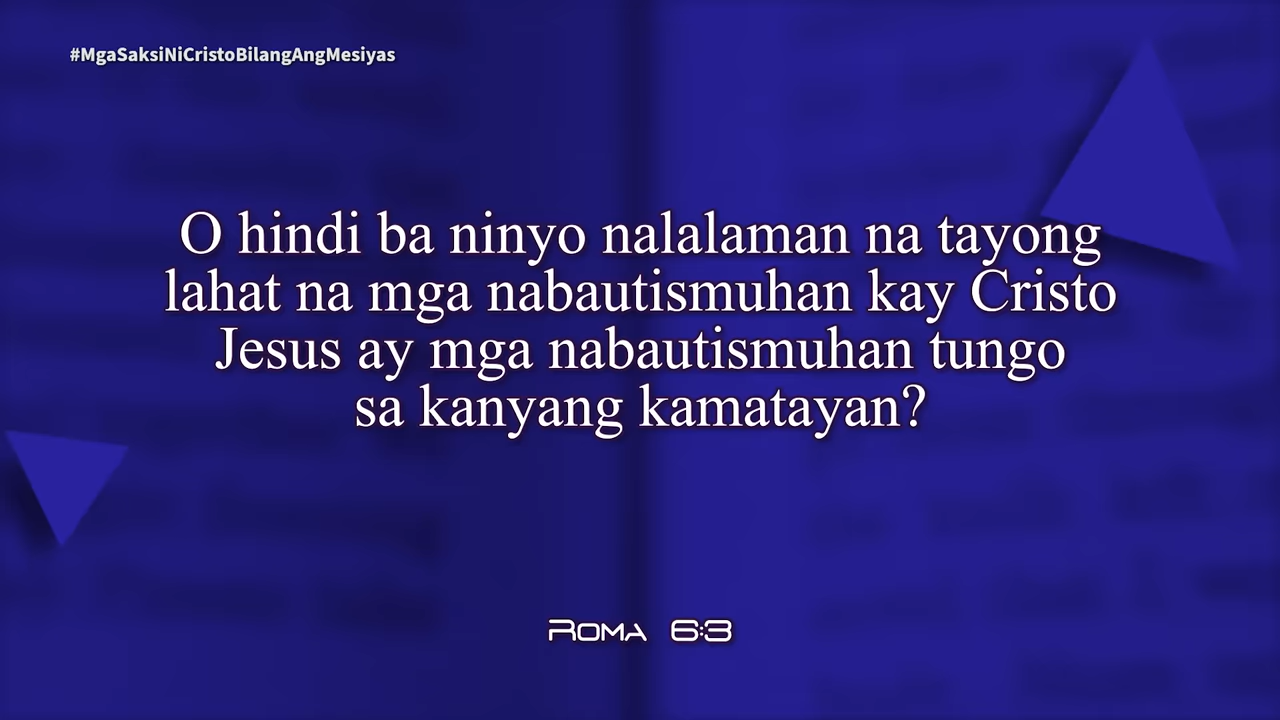 #MgaSaksiNiCristoBilangAngMesiyas
O hindi ba ninyo nalalaman na tayong
lahat na mga nabautismuhan kay Cristo
Jesus ay mga nabautismuhan tungo
sa kanyang kamatayan?
Roma 6:3